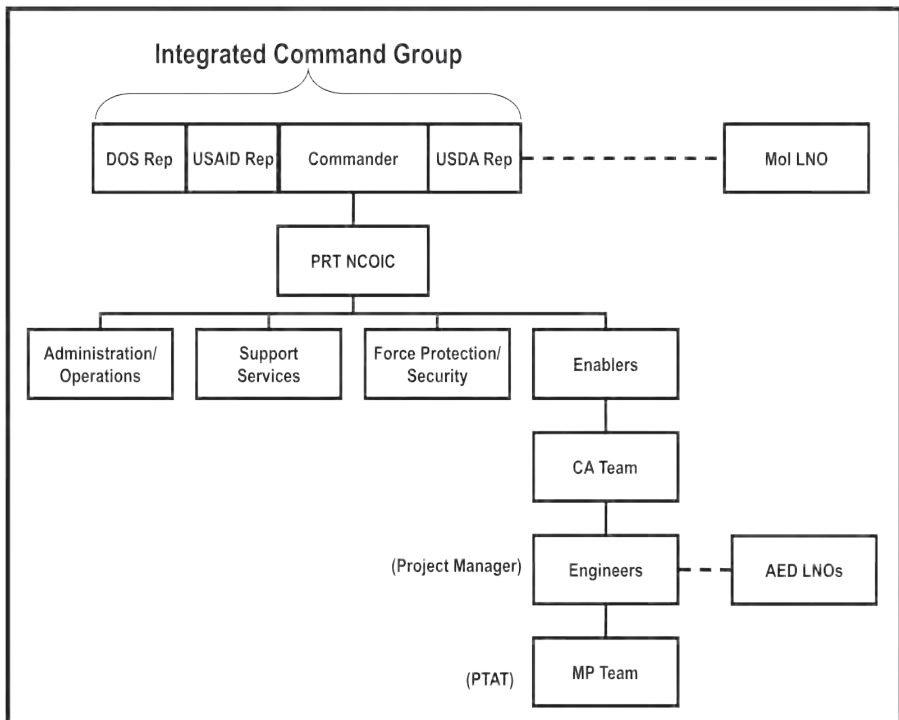 Integrated Command Group
DOS Rep
USAID Rep
Commander
USDA Rep
MoI LNO
PRT NCOIC
Administration/
Operations
Support
Services
Force Protection/
Security
Enablers
CA Team
(Project Manager)
Engineers
AED LNOs
(PTAT)
MP Team